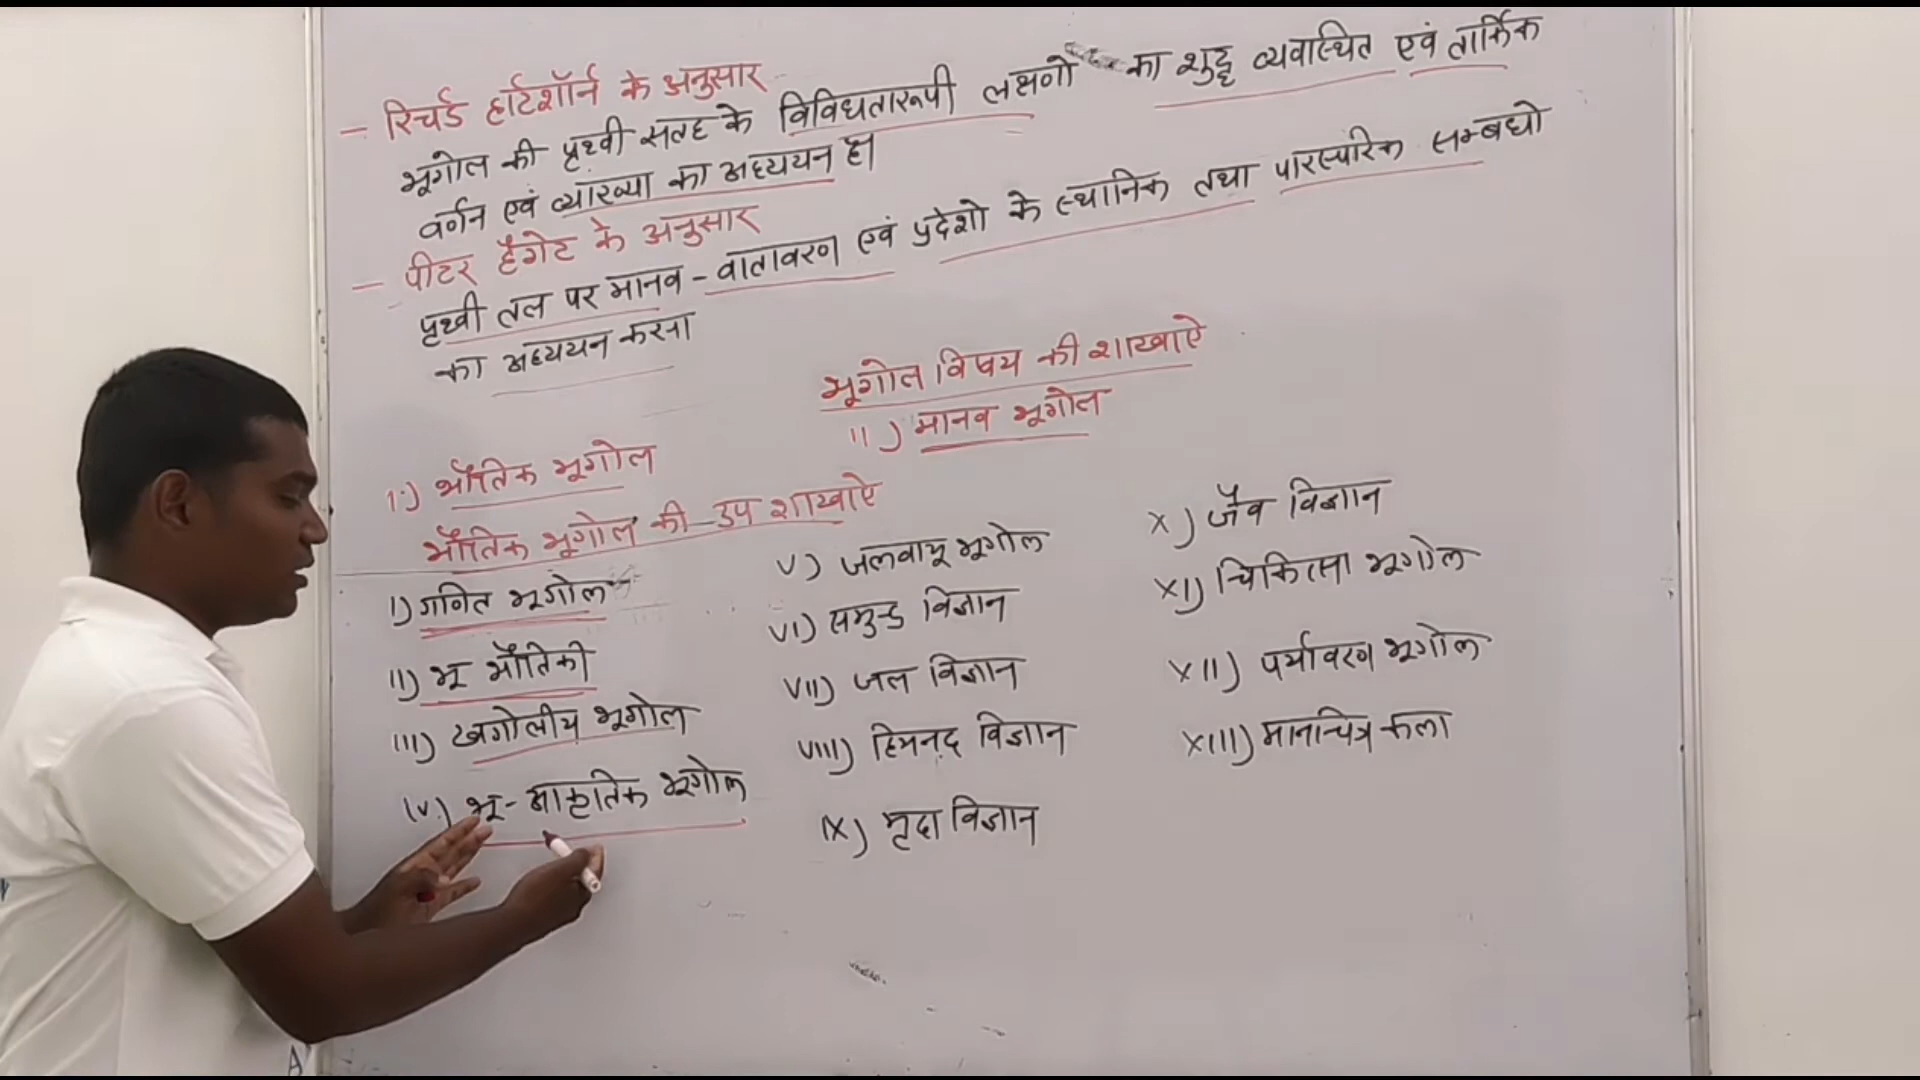 - रिचर्ड हार्टशॉर्न के अनुसार
भूगोल की पृथ्वी सतह के विविधतारूपी लक्षणो का शुद्ध व्यवास्थित एवं तार्किक
वर्णन एवं व्याख्या का अध्ययन है।
- पीटर हैगेट के अनुसार
पृथ्वी तल पर मानव - वातावरण एवं प्रदेशो के स्थानिक तथा पारस्परिक सम्बधो
का अध्ययन करना
भूगोल विषय की शाखाऐ
I.) भौतिक भूगोल
II) मानव भूगोल
भौतिक भूगोल की उप शाखाऐ
I) गणित भूगोल
II) भू भौतिकी
III) खगोलीय भूगोल
IV.) भू- आकृतिक भूगोल
V) जलवायु भूगोल
VI) समुन्द्र विज्ञान
VII) जल विज्ञान
VIII) हिमनद विज्ञान
IX) मृदा विज्ञान
X) जैव विज्ञान
XI) चिकित्सा भूगोल
XII) पर्यावरण भूगोल
XIII) मानचित्र कला
A